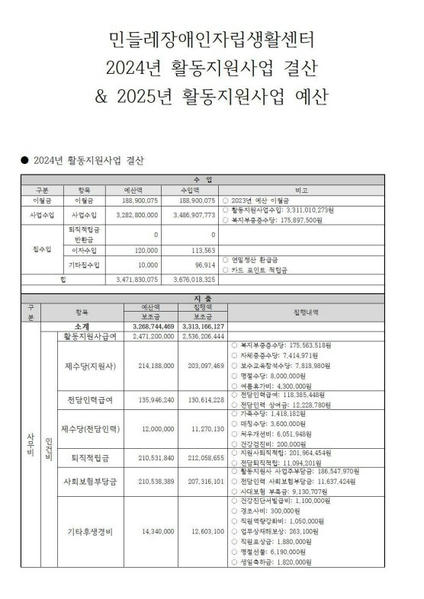 민들레장애인자립생활센터
2024년 활동지원사업 결산
& 2025년 활동지원사업 예산
● 2024년 활동지원사업 결산
수 입
구분 항목 예산액 수입액 비고
이월금 이월금 188,900,075 188,900,075 ○ 2023년 예산 이월금
사업수입 사업수입 3,282,800,000 3,486,907,773 ○ 활동지원사업수입: 3,311,010,273원
○ 복지부중증수당: 175,897,500원
잡수입 퇴직적립금 반환금 0 0
이자수입 120,000 113,563
기타잡수입 10,000 96,914 ○ 연말정산 환급금
○ 카드 포인트 적립금
합 3,471,830,075 3,676,018,325
지 출
구분 항목 예산액 집행액 집행내역
보조금 보조금
소계 3,268,744,469 3,313,166,127
활동지원사급여 2,471,200,000 2,536,206,444
사무비 인건비
제수당(지원사) 214,188,000 203,097,469
○ 복지부중증수당: 175,563,518원
○ 자체중증수당: 7,414,971원
○ 보수교육참석수당: 7,818,980원
○ 명절수당: 8,000,000원
○ 여름휴가비: 4,300,000원
전담인력급여 135,946,240 130,614,228
○ 전담인력급여: 118,385,448원
○ 전담인력 상여금: 12,228,780원
제수당(전담인력) 12,000,000 11,270,130
○ 가족수당: 1,418,182원
○ 매칭수당: 3,600,000원
○ 처우개선비: 6,051,948원
○ 건강검진비: 200,000원
퇴직적립금 210,531,840 212,058,655
○ 지원사퇴직적립: 201,964,454원
○ 전담퇴직적립: 11,094,201원
사회보험부담금 210,538,389 207,316,101
○ 활동지원사 사업주부담금: 186,547,970원
○ 전담인력 사회보험부담금: 11,637,424원
○ 사대보험 부족금: 9,130,707원
기타후생경비 14,340,000 12,603,100
○ 건강진단서발급비: 1,100,000원
○ 경조사비: 300,000원
○ 직원역량강화비: 1,050,000원
○ 업무상재해보상: 263,100원
○ 직원포상금: 1,880,000원
○ 명절선물: 6,190,000원
○ 생일축하금: 1,820,000원